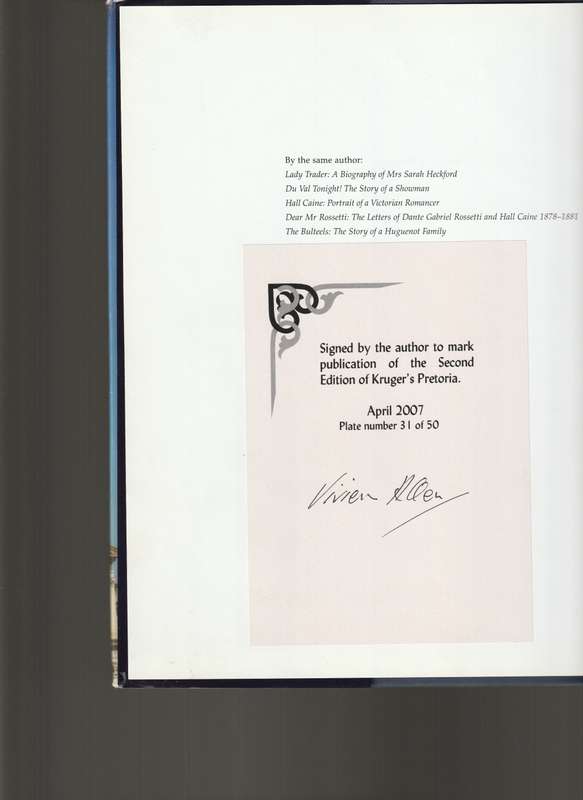 By the same author:
Lady Trader: A Biography of Mrs Sarah Heckford
Du Val Tonight! The Story of a Showman
Hall Caine: Portrait of a Victorian Romancer
Dear Mr Rossetti: The Letters of Dante Gabriel Rossetti and Hall Caine 1878–1881
The Bulteels: The Story of a Huguenot Family
Signed by the author to mark
publication of the Second
Edition of Kruger's Pretoria.
April 2007
Plate number 31 of 50
Vivien Allen